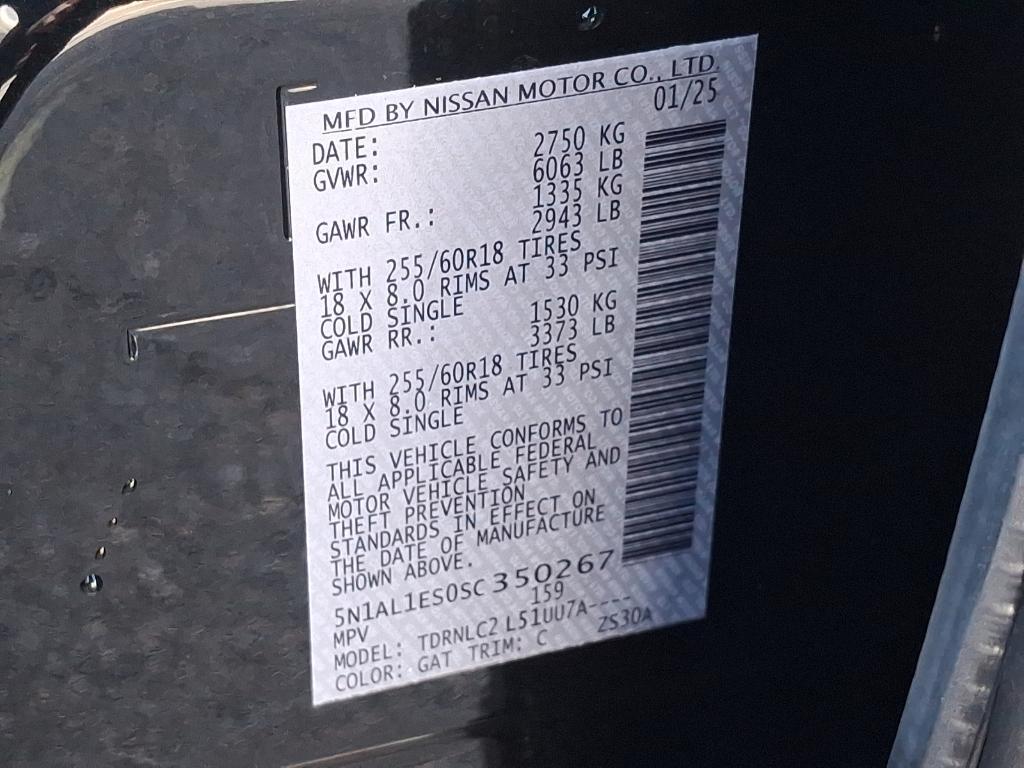 MFD BY NISSAN MOTOR CO., LTD.
DATE: 01/25
GVWR: 2750 KG
6063 LB
GAWR FR.: 1335 KG
2943 LB
WITH 255/60R18 TIRES
18 X 8.0 RIMS AT 33 PSI
COLD SINGLE
GAWR RR.: 1530 KG
3373 LB
WITH 255/60R18 TIRES
18 X 8.0 RIMS AT 33 PSI
COLD SINGLE
THIS VEHICLE CONFORMS TO
ALL APPLICABLE FEDERAL
MOTOR VEHICLE SAFETY AND
THEFT PREVENTION
STANDARDS IN EFFECT ON
THE DATE OF MANUFACTURE
SHOWN ABOVE.
5N1AL1ES0SC350267
MPV 159
MODEL: TDRNLC2 L51UU7A----
COLOR: GAT TRIM: C ZS30A